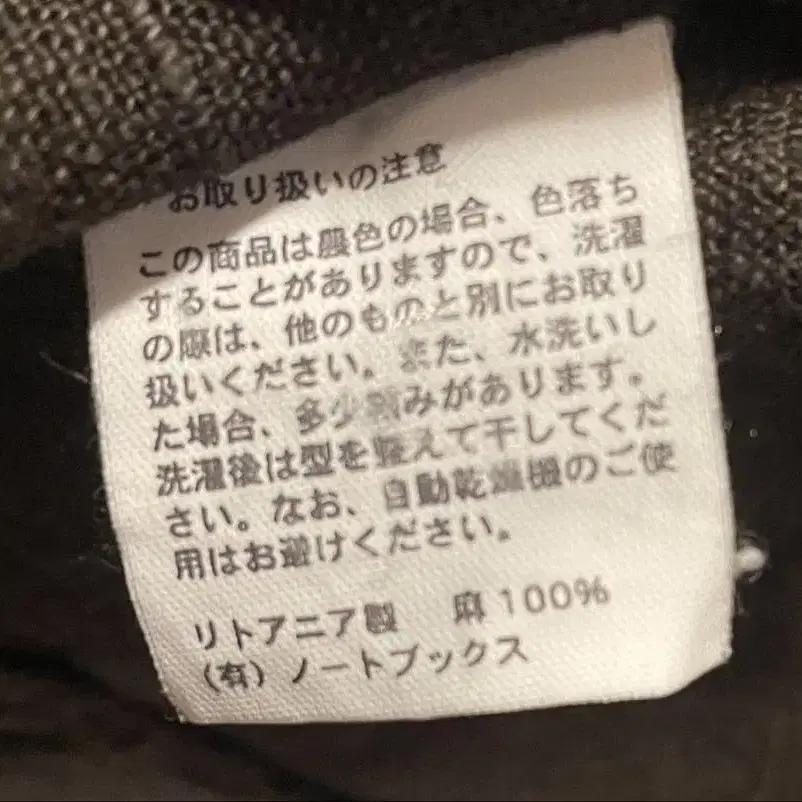 お取り扱いの注意
この商品は濃色の場合、色落ち
することがありますので、洗濯
の際は、他のものと別にお取り
扱いください。また、水洗いし
た場合、多少縮みがあります。
洗濯後は型を整えて干してくだ
さい。なお、自動乾燥機のご使
用はお避けください。
リトアニア製 麻100%
(有)ノートブックス